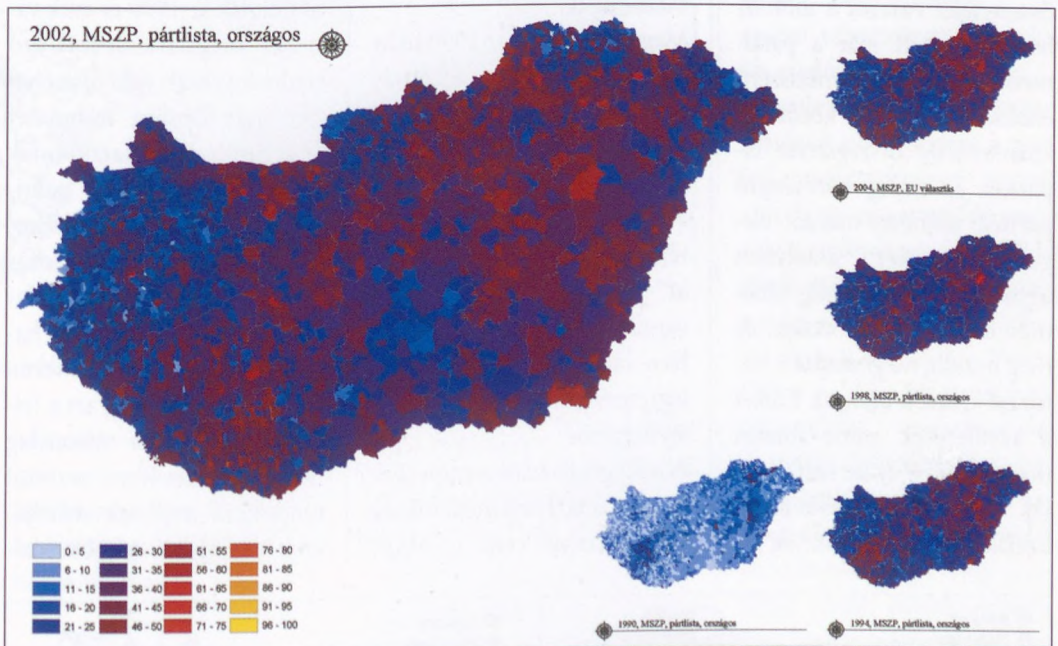 2002, MSZP, pártlista, országos
2004, MSZP, EU választás
1998, MSZP, pártlista, országos
0 - 5
6 - 10
11 - 15
16 - 20
21 - 25
26 - 30
31 - 35
36 - 40
41 - 45
46 - 50
51 - 55
56 - 60
61 - 65
66 - 70
71 - 75
76 - 80
81 - 85
86 - 90
91 - 95
96 - 100
1990, MSZP, pártlista, országos
1994, MSZP, pártlista, országos